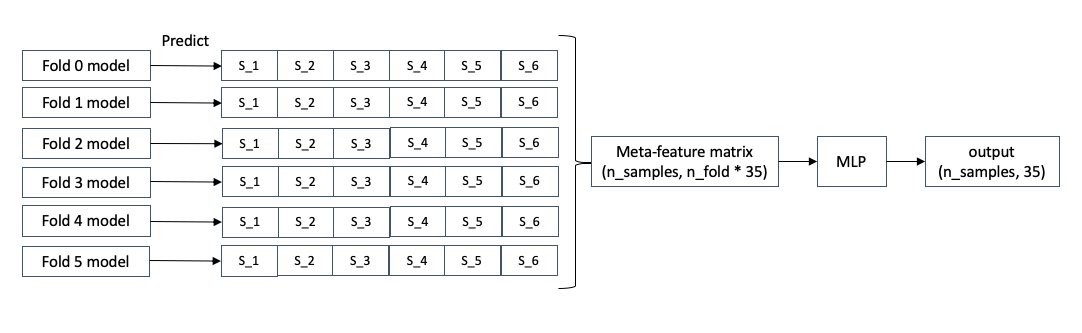 Predict
Fold 0 model S_1 S_2 S_3 S_4 S_5 S_6
Fold 1 model S_1 S_2 S_3 S_4 S_5 S_6
Fold 2 model S_1 S_2 S_3 S_4 S_5 S_6
Fold 3 model S_1 S_2 S_3 S_4 S_5 S_6
Fold 4 model S_1 S_2 S_3 S_4 S_5 S_6
Fold 5 model S_1 S_2 S_3 S_4 S_5 S_6
Meta-feature matrix
(n_samples, n_fold * 35)
MLP
output
(n_samples, 35)